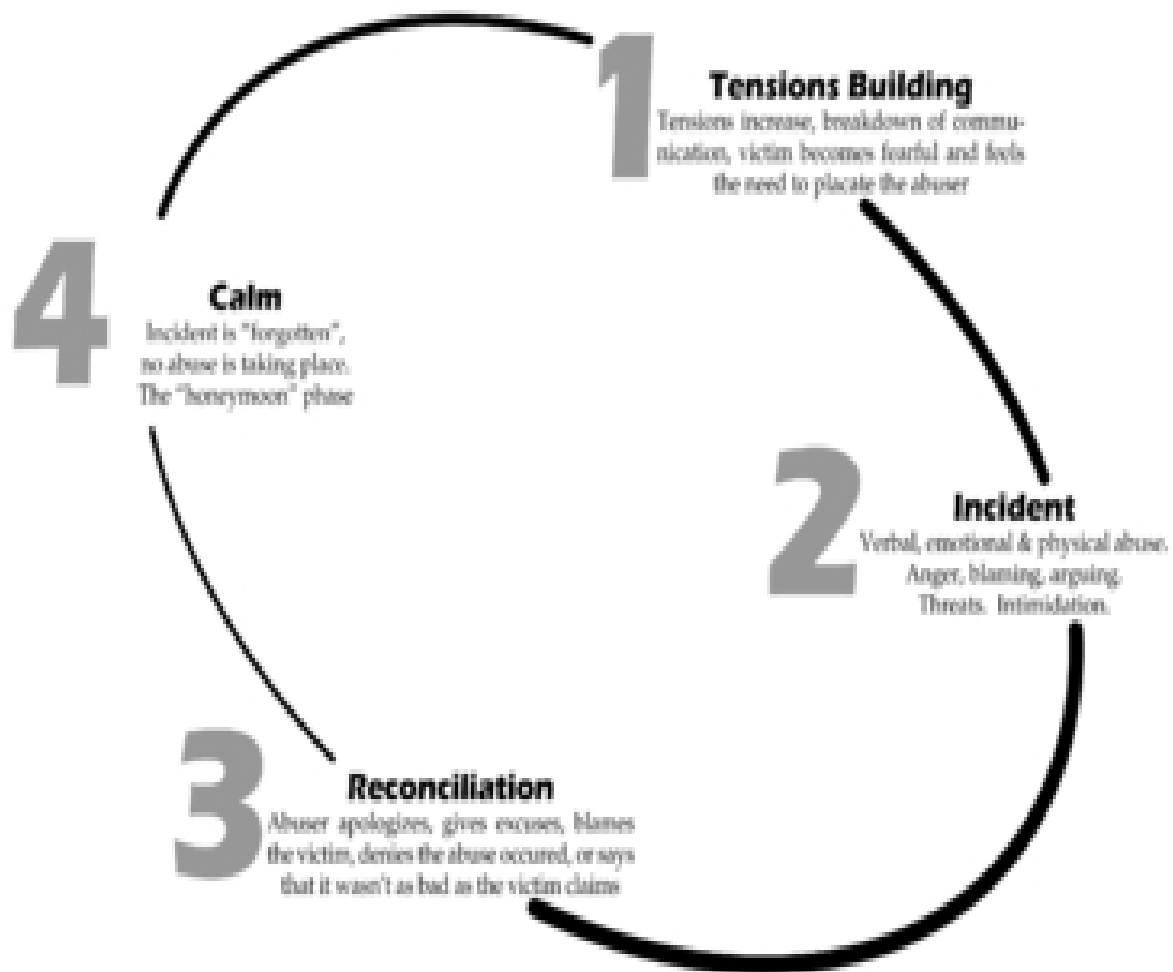 1
Tensions Building
Tensions increase, breakdown of commu-
nication, victim becomes fearful and feels
the need to placate the abuser
2
Incident
Verbal, emotional & physical abuse.
Anger, blaming, arguing.
Threats. Intimidation.
3
Reconciliation
Abuser apologizes, gives excuses, blames
the victim, denies the abuse occured, or says
that it wasn't as bad as the victim claims
4
Calm
Incident is "forgotten",
no abuse is taking place.
The "honeymoon" phase